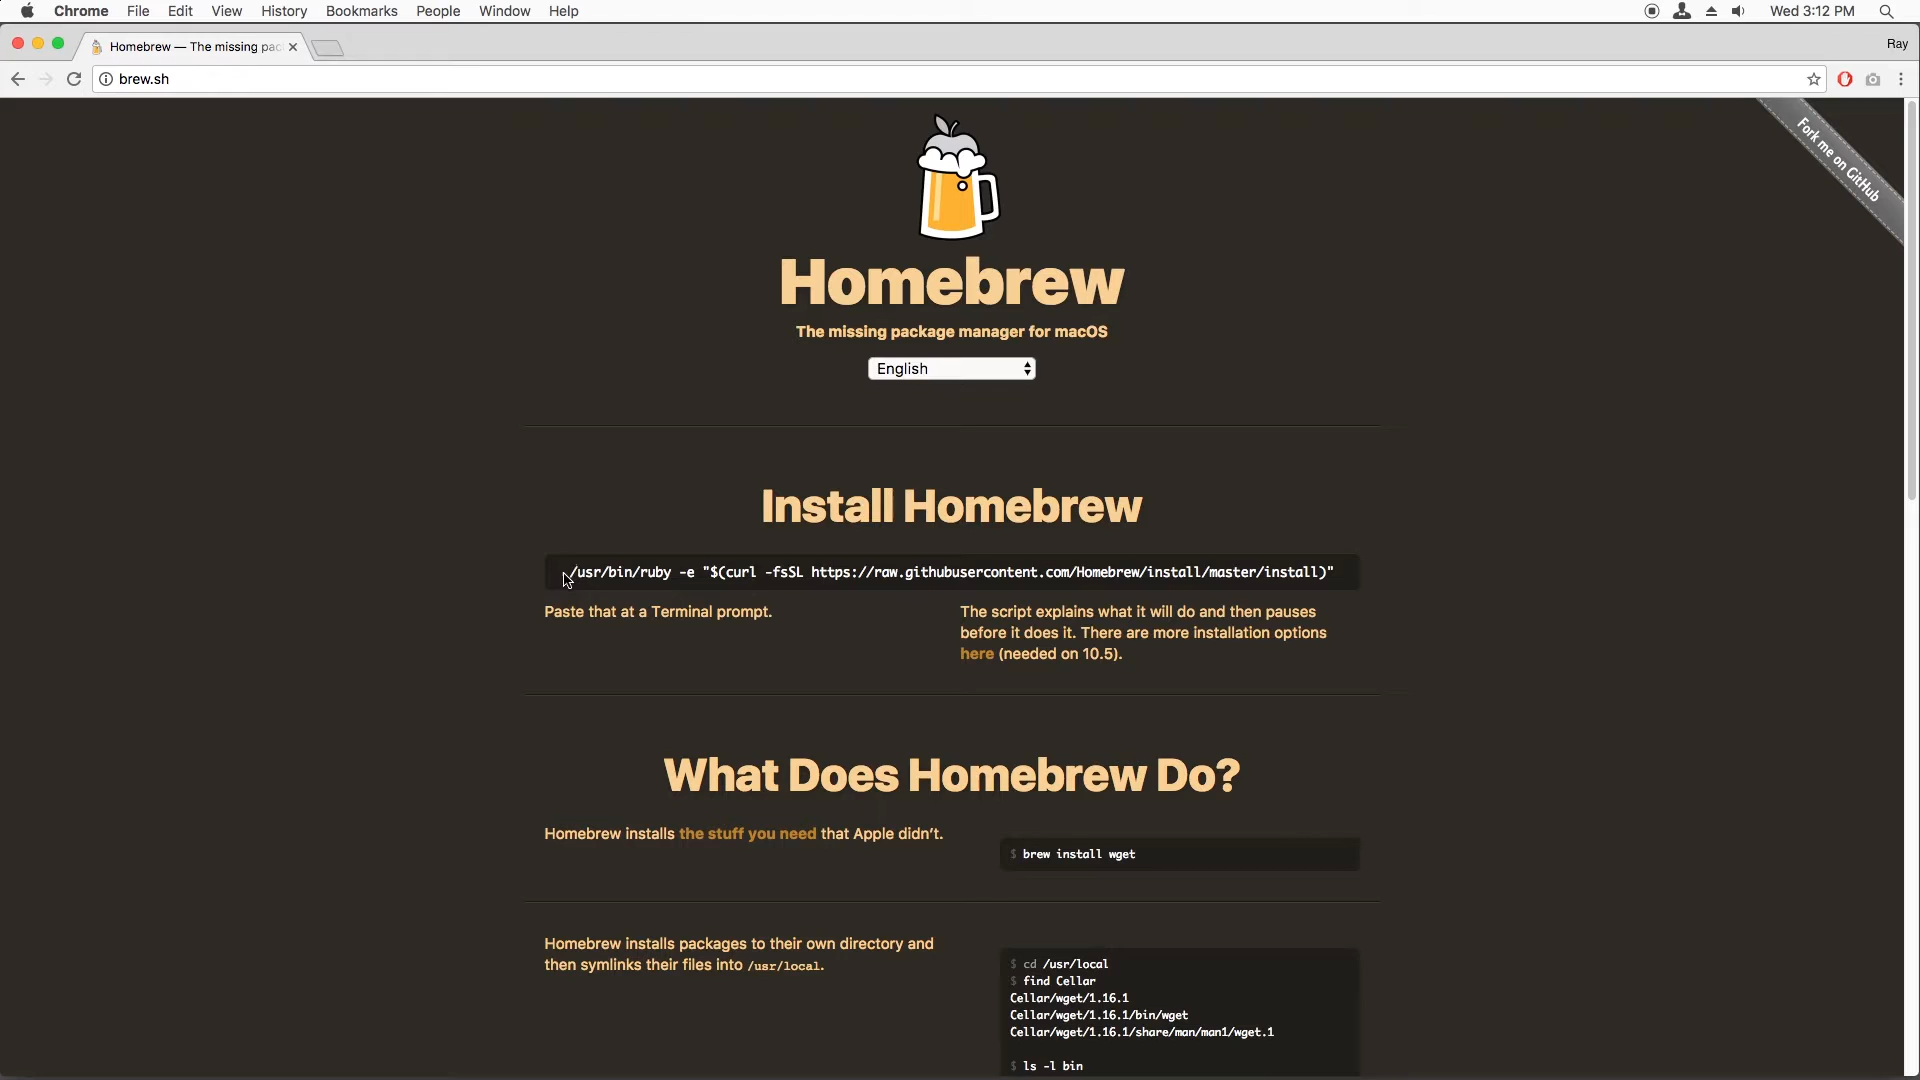 Chrome File Edit View History Bookmarks People Window Help Wed 3:12 PM
Homebrew — The missing pac Ray
brew.sh
Fork me on GitHub
Homebrew
The missing package manager for macOS
English
Install Homebrew
/usr/bin/ruby -e "$(curl -fsSL https://raw.githubusercontent.com/Homebrew/install/master/install)"
Paste that at a Terminal prompt.
The script explains what it will do and then pauses
before it does it. There are more installation options
here (needed on 10.5).
What Does Homebrew Do?
Homebrew installs the stuff you need that Apple didn’t.
$ brew install wget
Homebrew installs packages to their own directory and
then symlinks their files into /usr/local.
$ cd /usr/local
$ find Cellar
Cellar/wget/1.16.1
Cellar/wget/1.16.1/bin/wget
Cellar/wget/1.16.1/share/man/man1/wget.1
$ ls -l bin